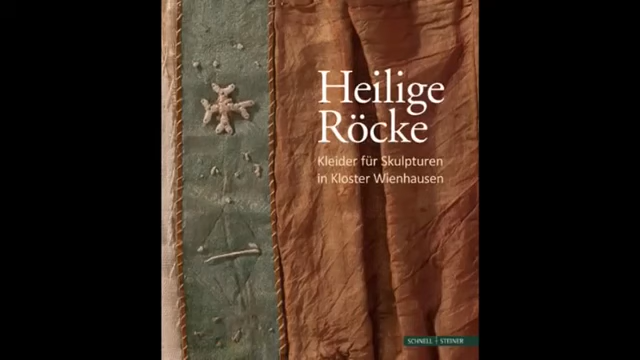 Heilige
Röcke
Kleider für Skulpturen
in Kloster Wienhausen
SCHNELL + STEINER